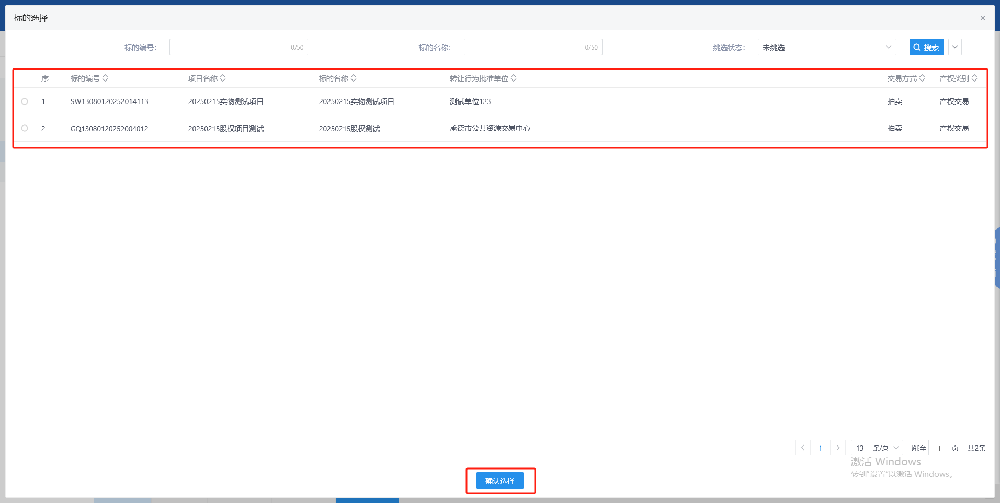 标的选择
标的编号： 0/50 标的名称： 0/50 挑选状态： 未挑选 搜索
序 标的编号 项目名称 标的名称 转让行为批准单位 交易方式 产权类别
1 SW13080120252014113 20250215实物测试项目 20250215实物测试项目 测试单位123 拍卖 产权交易
2 GQ13080120252004012 20250215股权项目测试 20250215股权测试 承德市公共资源交易中心 拍卖 产权交易
1 13 条/页 跳至 1 页 共2条
激活 Windows
转到“设置”以激活 Windows。
确认选择